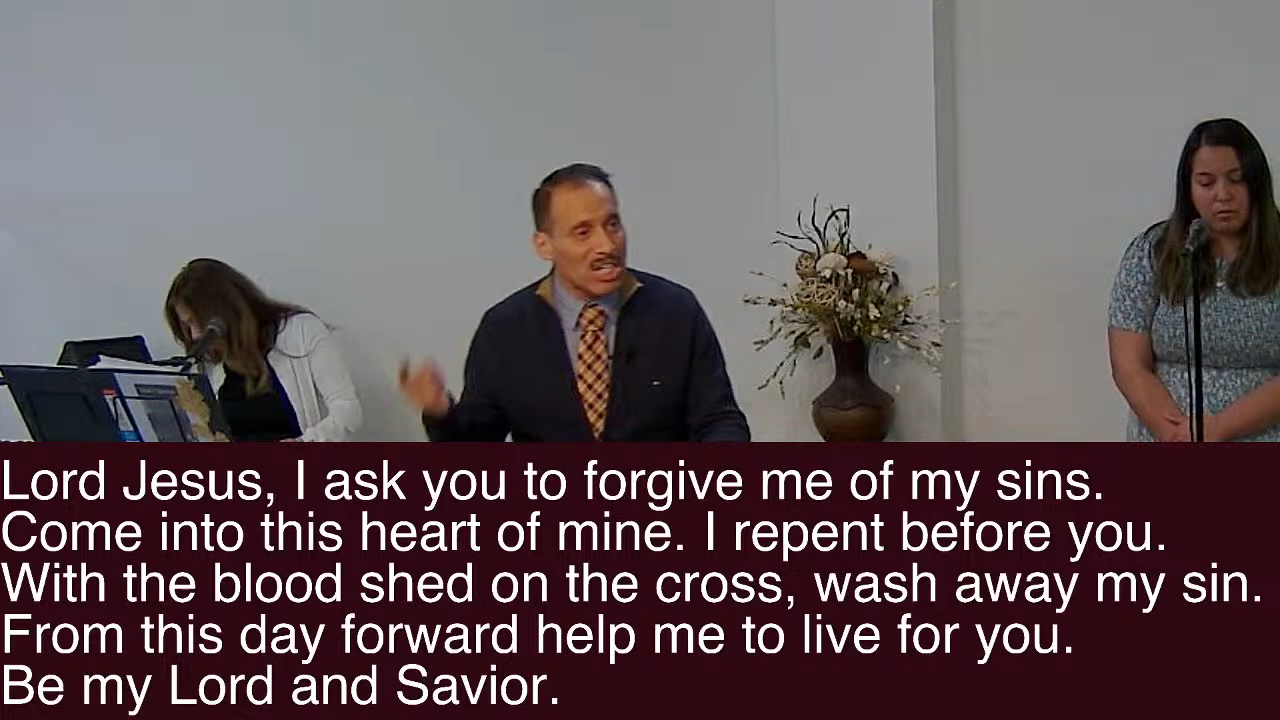 Lord Jesus, I ask you to forgive me of my sins.
Come into this heart of mine. I repent before you.
With the blood shed on the cross, wash away my sin.
From this day forward help me to live for you.
Be my Lord and Savior.